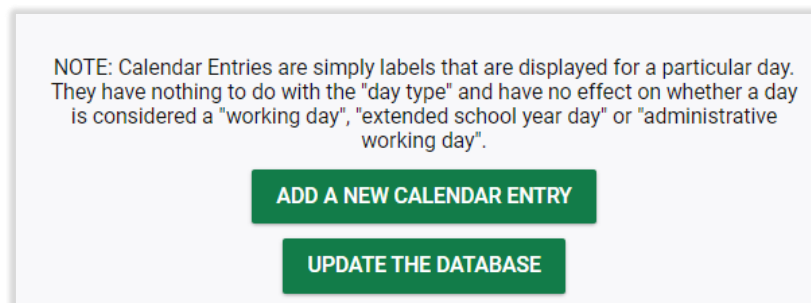 NOTE: Calendar Entries are simply labels that are displayed for a particular day.
They have nothing to do with the "day type" and have no effect on whether a day
is considered a "working day", "extended school year day" or "administrative
working day".
ADD A NEW CALENDAR ENTRY
UPDATE THE DATABASE